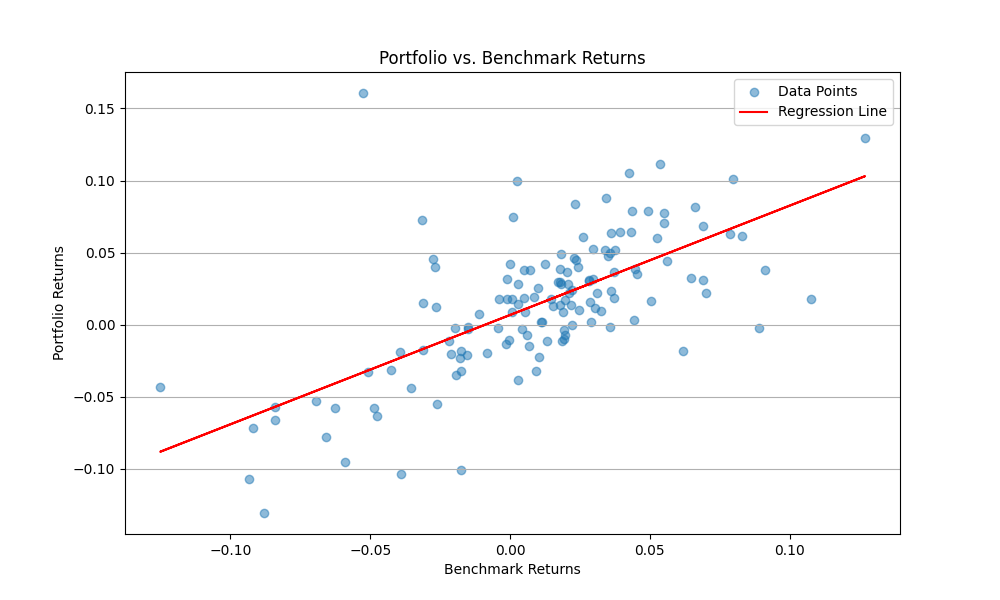 Portfolio vs. Benchmark Returns
Data Points
Regression Line
0.15
0.10
0.05
0.00
−0.05
−0.10
Portfolio Returns
−0.10
−0.05
0.00
0.05
0.10
Benchmark Returns